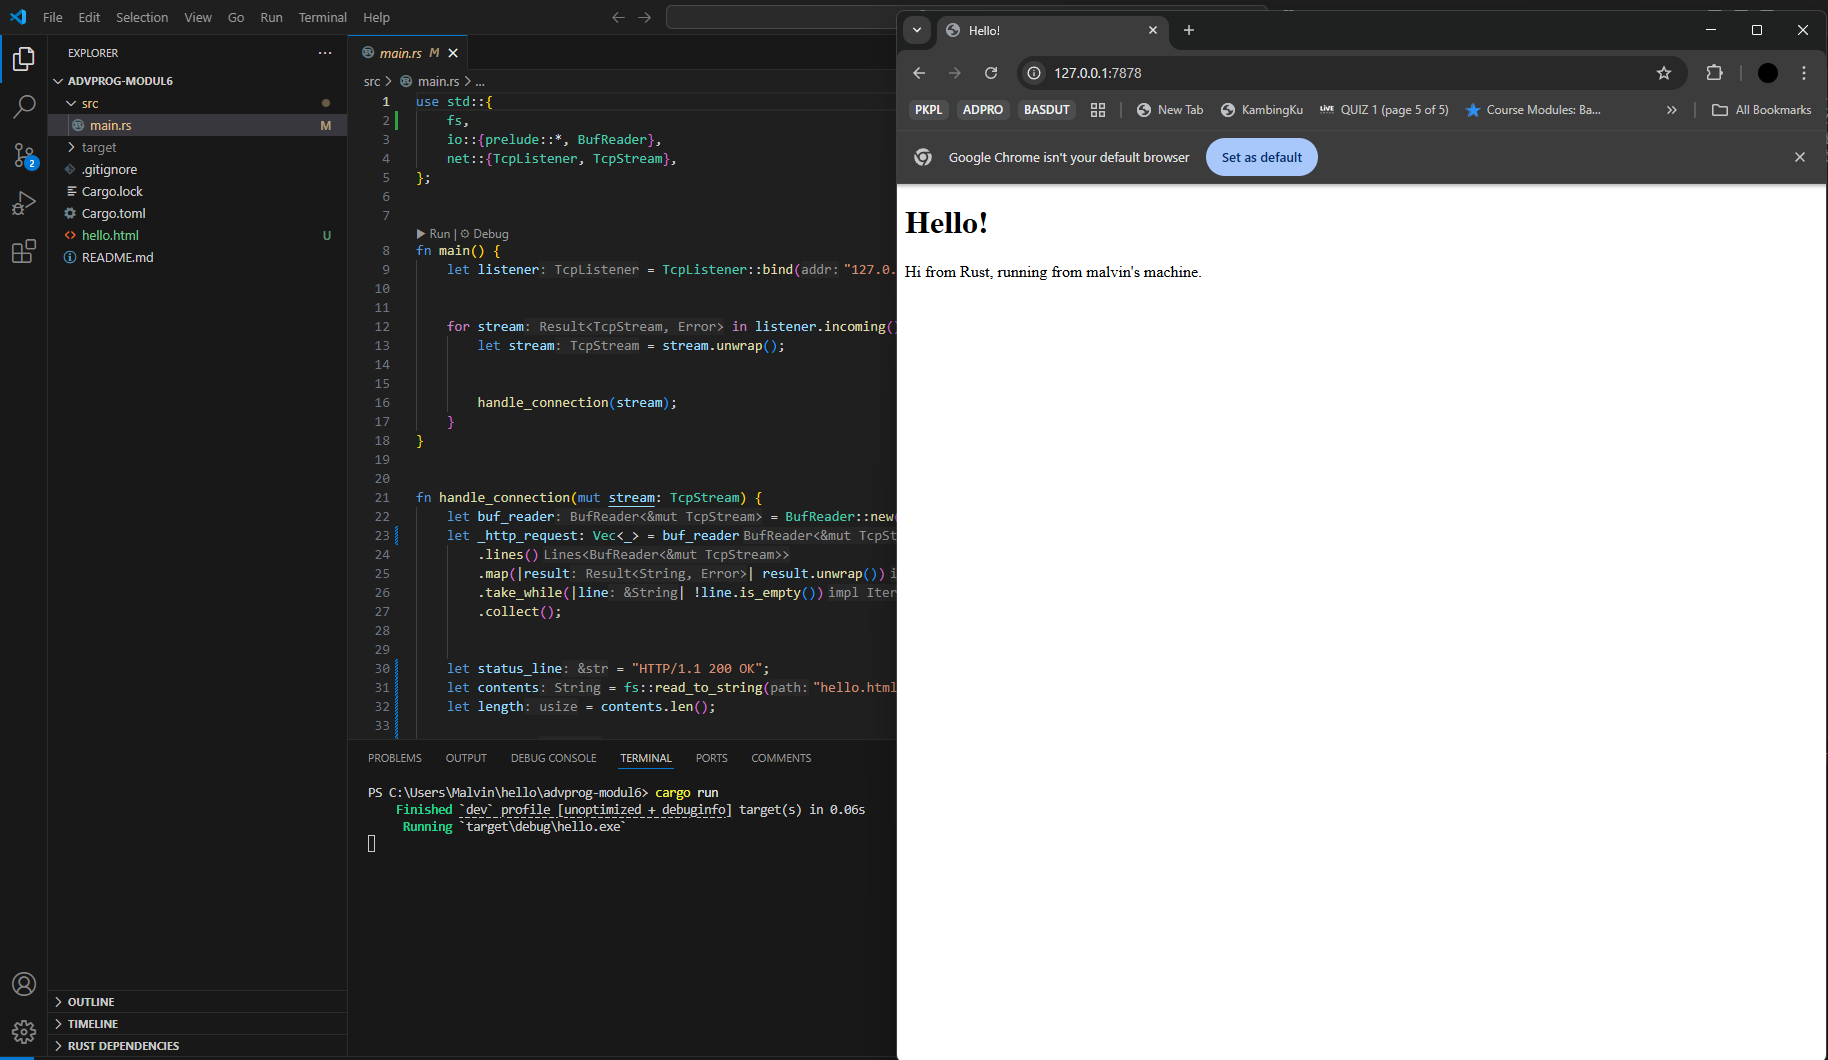 File Edit Selection View Go Run Terminal Help
EXPLORER
ADVPROG-MODUL6
src
main.rs M
target
.gitignore
Cargo.lock
Cargo.toml
hello.html U
README.md
2
OUTLINE
TIMELINE
RUST DEPENDENCIES
main.rs M
src > main.rs > ...
1 use std::{
2 fs,
3 io::{prelude::*, BufReader},
4 net::{TcpListener, TcpStream},
5 };
6
7
Run | Debug
8 fn main() {
9 let listener: TcpListener = TcpListener::bind(addr: "127.0.
10
11
12 for stream: Result<TcpStream, Error> in listener.incoming()
13 let stream: TcpStream = stream.unwrap();
14
15
16 handle_connection(stream);
17 }
18 }
19
20
21 fn handle_connection(mut stream: TcpStream) {
22 let buf_reader: BufReader<&mut TcpStream> = BufReader::new(
23 let _http_request: Vec<_> = buf_reader BufReader<&mut TcpSt
24 .lines() Lines<BufReader<&mut TcpStream>>
25 .map(|result: Result<String, Error>| result.unwrap()) i
26 .take_while(|line: &String| !line.is_empty()) impl Iter
27 .collect();
28
29
30 let status_line: &str = "HTTP/1.1 200 OK";
31 let contents: String = fs::read_to_string(path: "hello.html
32 let length: usize = contents.len();
33
PROBLEMS OUTPUT DEBUG CONSOLE TERMINAL PORTS COMMENTS
PS C:\Users\Malvin\hello\advprog-modul6> cargo run
Finished `dev` profile [unoptimized + debuginfo] target(s) in 0.06s
Running `target\debug\hello.exe`
Hello!
127.0.0.1:7878
PKPL ADPRO BASDUT New Tab KambingKu LIVE QUIZ 1 (page 5 of 5) Course Modules: Ba... » All Bookmarks
Google Chrome isn't your default browser Set as default
Hello!
Hi from Rust, running from malvin's machine.